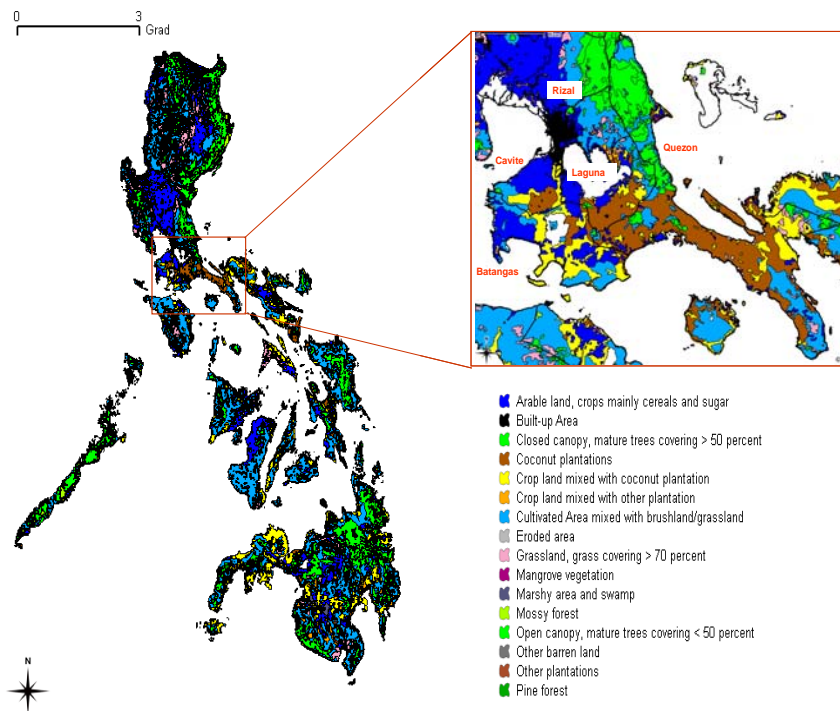 0 3
Grad
Rizal
Quezon
Cavite
Laguna
Batangas
Arable land, crops mainly cereals and sugar
Built-up Area
Closed canopy, mature trees covering > 50 percent
Coconut plantations
Crop land mixed with coconut plantation
Crop land mixed with other plantation
Cultivated Area mixed with brushland/grassland
Eroded area
Grassland, grass covering > 70 percent
Mangrove vegetation
Marshy area and swamp
Mossy forest
Open canopy, mature trees covering < 50 percent
Other barren land
Other plantations
Pine forest
N